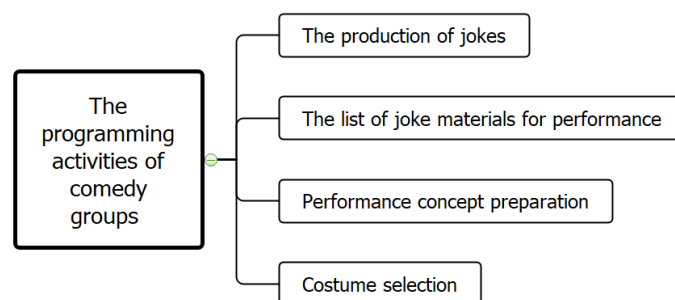 The
programming
activities of
comedy
groups
The production of jokes
The list of joke materials for performance
Performance concept preparation
Costume selection